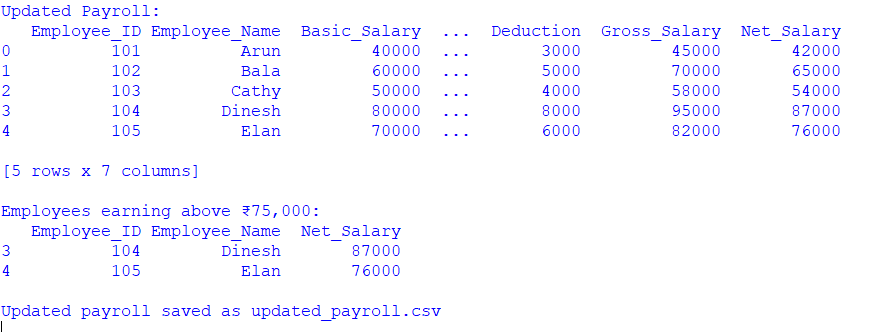 Updated Payroll:
   Employee_ID Employee_Name  Basic_Salary  ...  Deduction  Gross_Salary  Net_Salary
0          101          Arun         40000  ...       3000         45000       42000
1          102          Bala         60000  ...       5000         70000       65000
2          103         Cathy         50000  ...       4000         58000       54000
3          104        Dinesh         80000  ...       8000         95000       87000
4          105          Elan         70000  ...       6000         82000       76000
[5 rows x 7 columns]
Employees earning above ₹75,000:
   Employee_ID Employee_Name  Net_Salary
3          104        Dinesh       87000
4          105          Elan       76000
Updated payroll saved as updated_payroll.csv